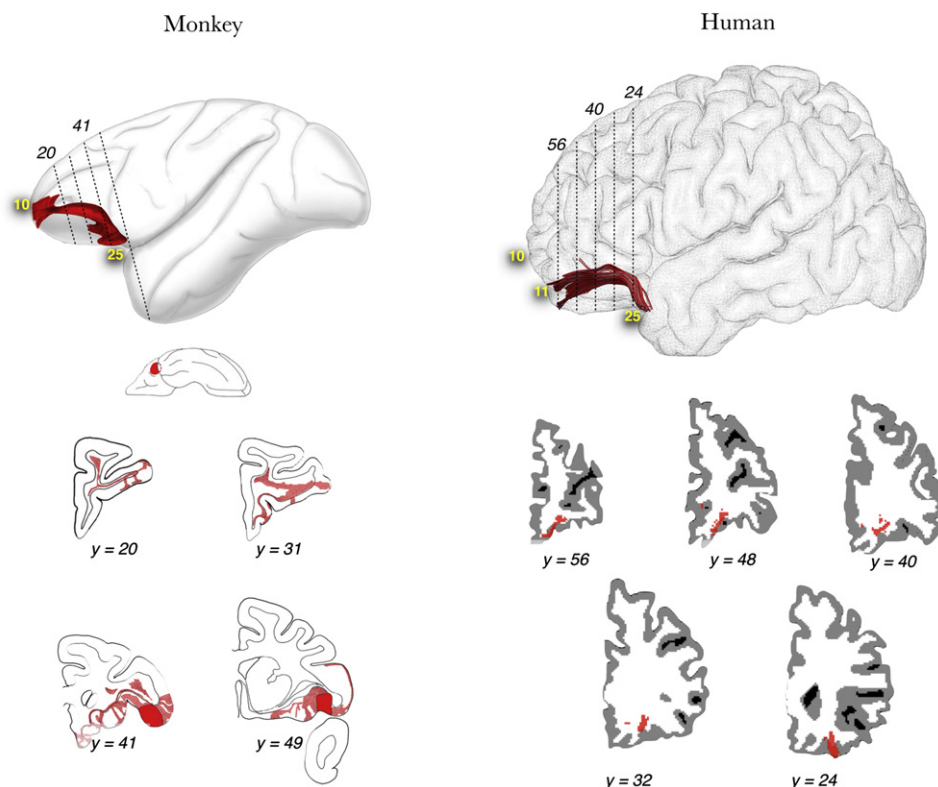 Monkey
Human
41
20
10
25
24
40
56
10
11
25
y = 20
y = 31
y = 56
y = 48
y = 40
y = 41
y = 49
y = 32
y = 24